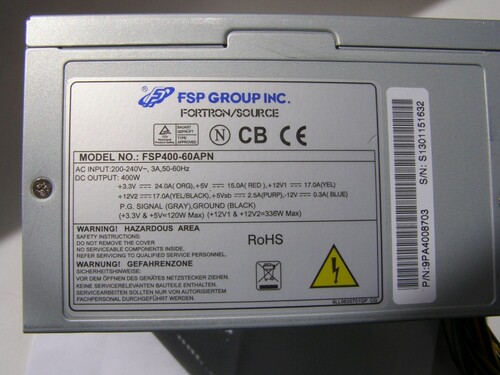 FSP GROUP INC.
FORTRON/SOURCE
N CB CE
MODEL NO.: FSP400-60APN
AC INPUT:200-240V~, 3A,50-60Hz
DC OUTPUT: 400W
+3.3V ⎓ 24.0A( ORG), +5V ⎓ 15.0A( RED ), +12V1 ⎓ 17.0A(YEL)
+12V2 ⎓ 17.0A(YEL/BLACK), +5Vsb ⎓ 2.5A(PURP), -12V ⎓ 0.3A( BLUE)
P.G. SIGNAL (GRAY),GROUND (BLACK)
(+3.3V & +5V=120W Max) (+12V1 & +12V2=336W Max)
WARNING! HAZARDOUS AREA
SAFETY INSTRUCTIONS:
DO NOT REMOVE THE COVER
NO SERVICEABLE COMPONENTS INSIDE.
REFER SERVICING TO QUALIFIED SERVICE PERSONNEL.
WARNUNG! GEFAHRENZONE
SICHERHEITSHINWEIS:
VOR DEM ÖFFNEN DES GERÄTES NETZSTECKER ZIEHEN.
KEINE SERVICEFÄHIGEN BAUTEILE ENTHALTEN.
SERVICEARBEITEN SOLLEN NUR VON AUTORISIERTEM
FACHPERSONAL DURCHGEFÜHRT WERDEN.
RoHS
S/N: S1301151632
P/N:9PA4008703